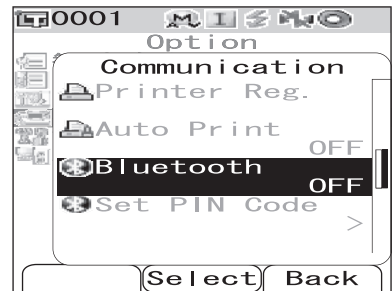 0001 M I
Option
Communication
Printer Reg.
Auto Print
OFF
Bluetooth
OFF
Set PIN Code
>
Select Back